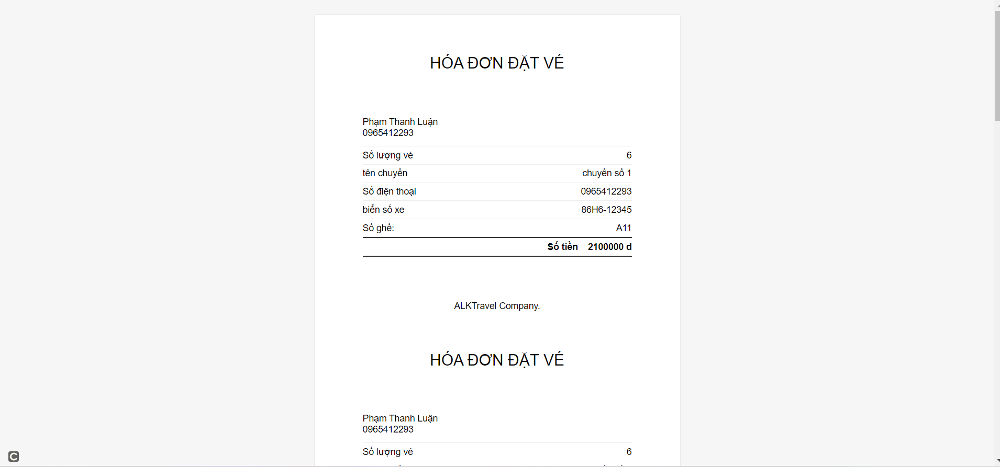 HÓA ĐƠN ĐẶT VÉ
Phạm Thanh Luận
0965412293
Số lượng vé 6
tên chuyến chuyến số 1
Số điện thoại 0965412293
biển số xe 86H6-12345
Số ghế: A11
Số tiền 2100000 đ
ALKTravel Company.
HÓA ĐƠN ĐẶT VÉ
Phạm Thanh Luận
0965412293
Số lượng vé 6